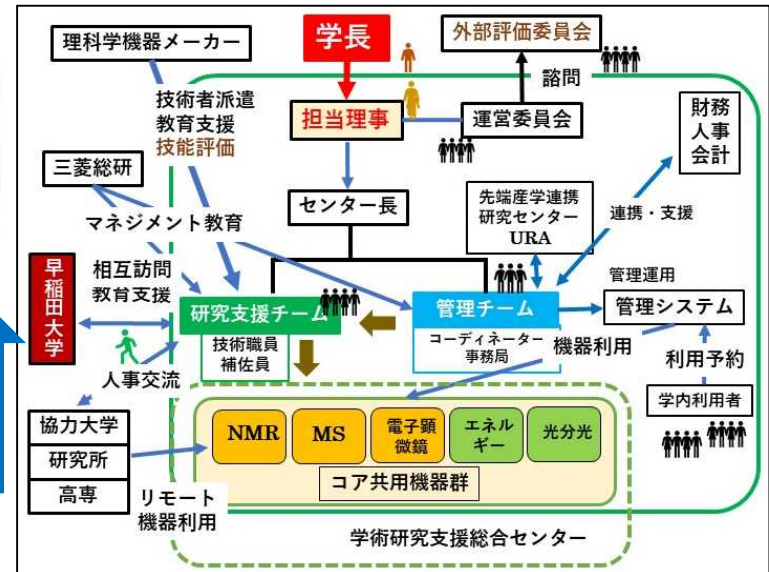 理科学機器メーカー
学長
外部評価委員会
諮問
技術者派遣
教育支援
技能評価
担当理事
運営委員会
財務
人事
会計
三菱総研
マネジメント教育
センター長
先端産学連携
研究センター
URA
連携・支援
早稲田大学
相互訪問
教育支援
研究支援チーム
技術職員
補佐員
管理チーム
コーディネーター
事務局
管理運用
管理システム
機器利用
利用予約
学内利用者
人事交流
協力大学
研究所
高専
リモート
機器利用
NMR
MS
電子顕
微鏡
エネル
ギー
光分光
コア共用機器群
学術研究支援総合センター